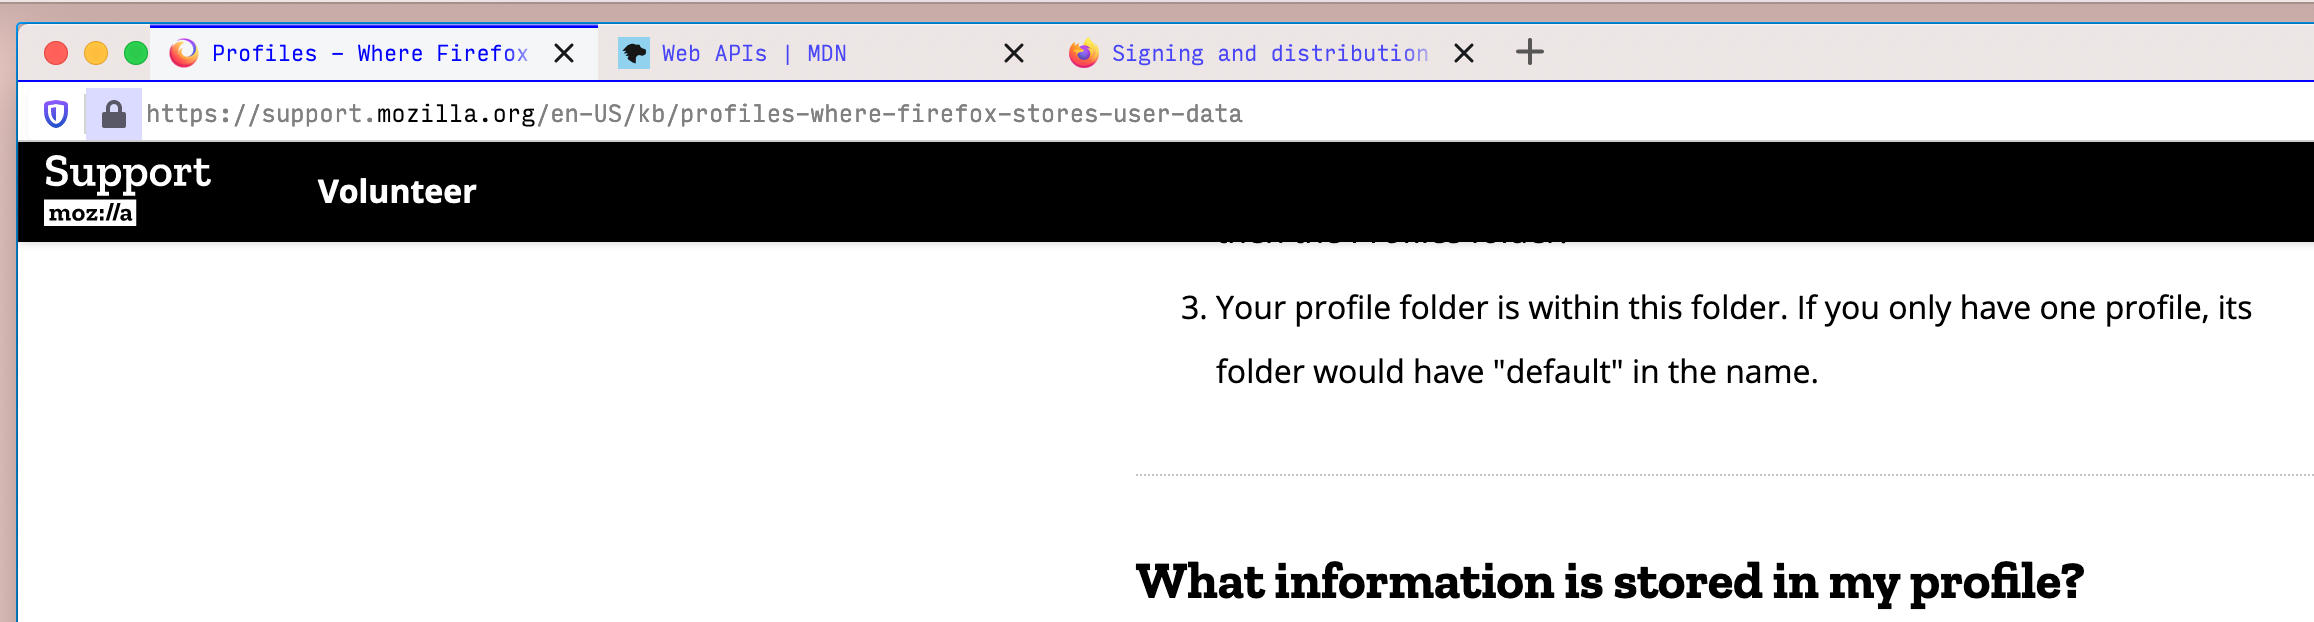 Profiles – Where Firefox
Web APIs | MDN
Signing and distribution
https://support.mozilla.org/en-US/kb/profiles-where-firefox-stores-user-data
Support
moz://a
Volunteer
3. Your profile folder is within this folder. If you only have one profile, its
folder would have "default" in the name.
What information is stored in my profile?